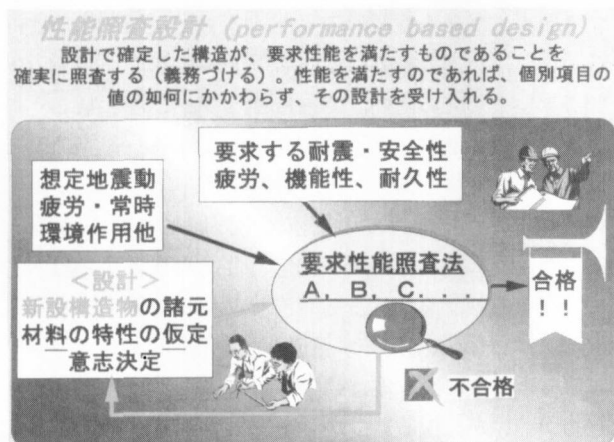 性能照査設計 (performance based design)
設計で確定した構造が、要求性能を満たすものであることを
確実に照査する（義務づける）。性能を満たすのであれば、個別項目の
値の如何にかかわらず、その設計を受け入れる。
要求する耐震・安全性
疲労、機能性、耐久性
想定地震動
疲労・常時
環境作用他
要求性能照査法
A, B, C. . .
合格
！！
＜設計＞
新設構造物の諸元
材料の特性の仮定
意志決定
不合格